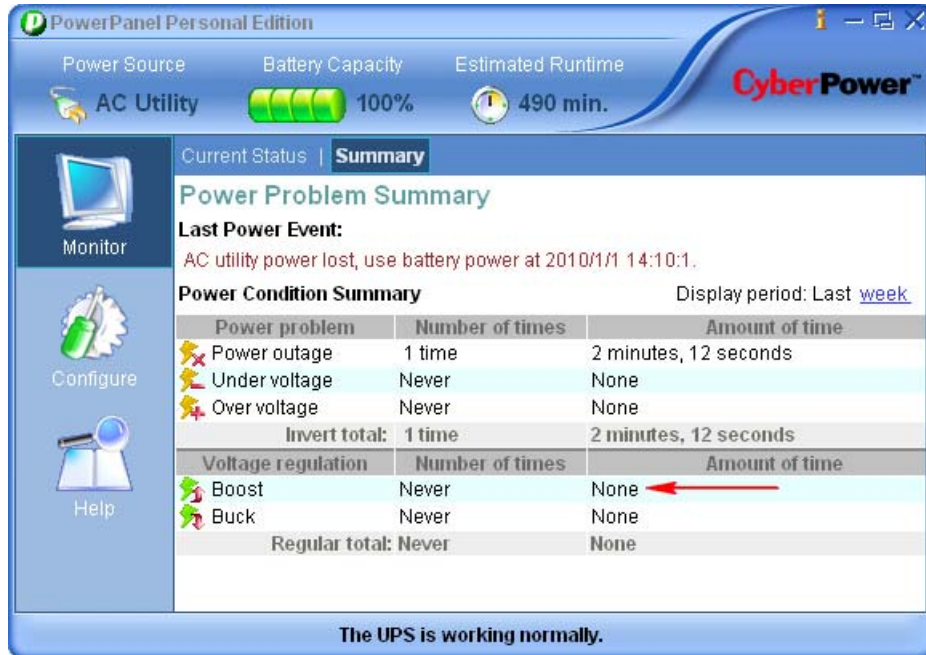 PowerPanel Personal Edition
Power Source Battery Capacity Estimated Runtime
AC Utility 100% 490 min.
CyberPower™
Current Status | Summary
Monitor
Configure
Help
Power Problem Summary
Last Power Event:
AC utility power lost, use battery power at 2010/1/1 14:10:1.
Power Condition Summary Display period: Last week
Power problem Number of times Amount of time
Power outage 1 time 2 minutes, 12 seconds
Under voltage Never None
Over voltage Never None
Invert total: 1 time 2 minutes, 12 seconds
Voltage regulation Number of times Amount of time
Boost Never None
Buck Never None
Regular total: Never None
The UPS is working normally.